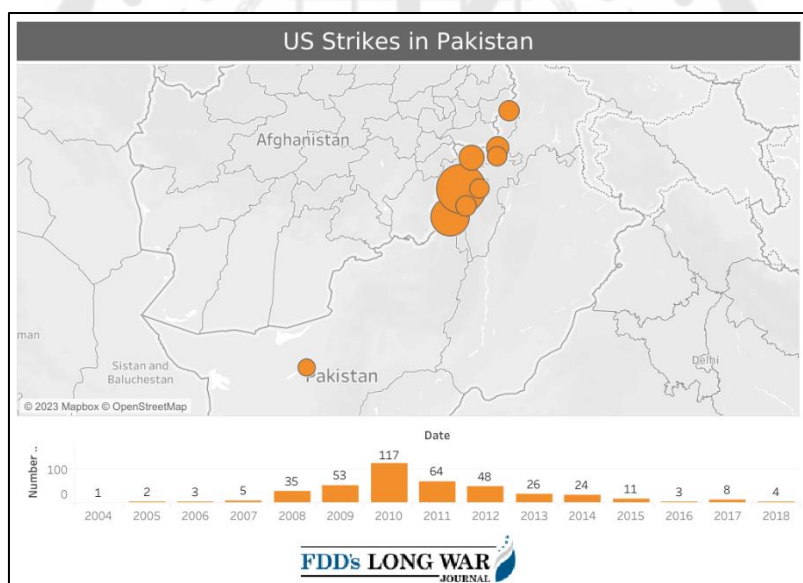 US Strikes in Pakistan
Afghanistan
man
Sistan and
Baluchestan
Pakistan
Delhi
© 2023 Mapbox © OpenStreetMap
Date
Number ..
100
0
1 2 3 5 35 53 117 64 48 26 24 11 3 8 4
2004 2005 2006 2007 2008 2009 2010 2011 2012 2013 2014 2015 2016 2017 2018
FDD's LONG WAR
JOURNAL